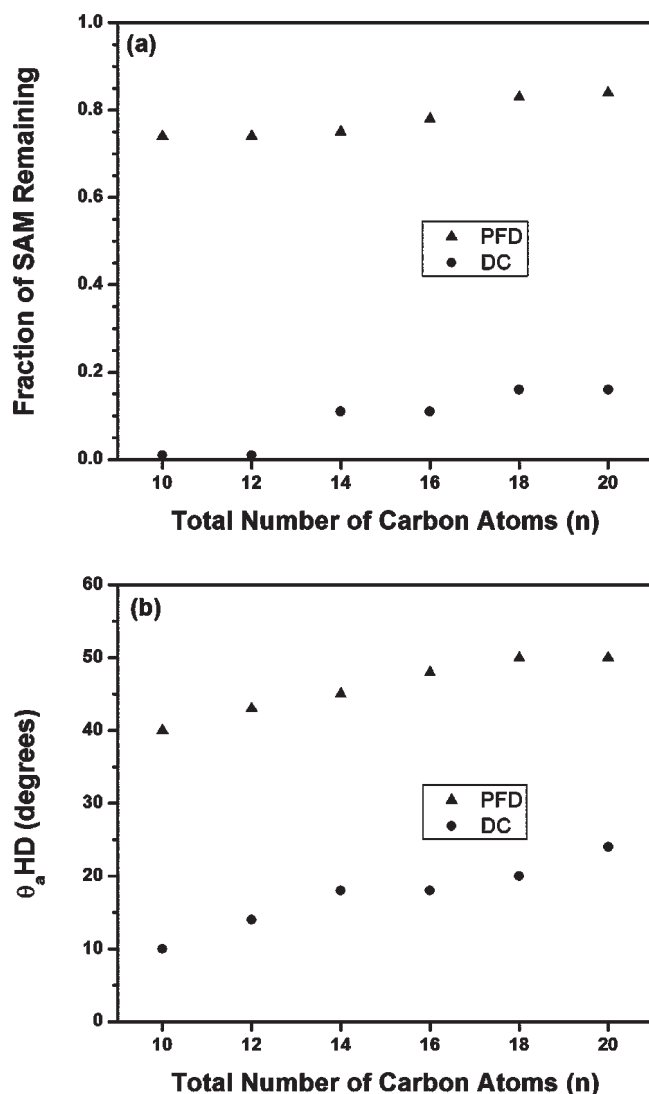 (a)
Fraction of SAM Remaining
1.0
0.8
0.6
0.4
0.2
0.0
PFD
DC
10 12 14 16 18 20
Total Number of Carbon Atoms (n)
(b)
θa HD (degrees)
60
50
40
30
20
10
0
PFD
DC
10 12 14 16 18 20
Total Number of Carbon Atoms (n)